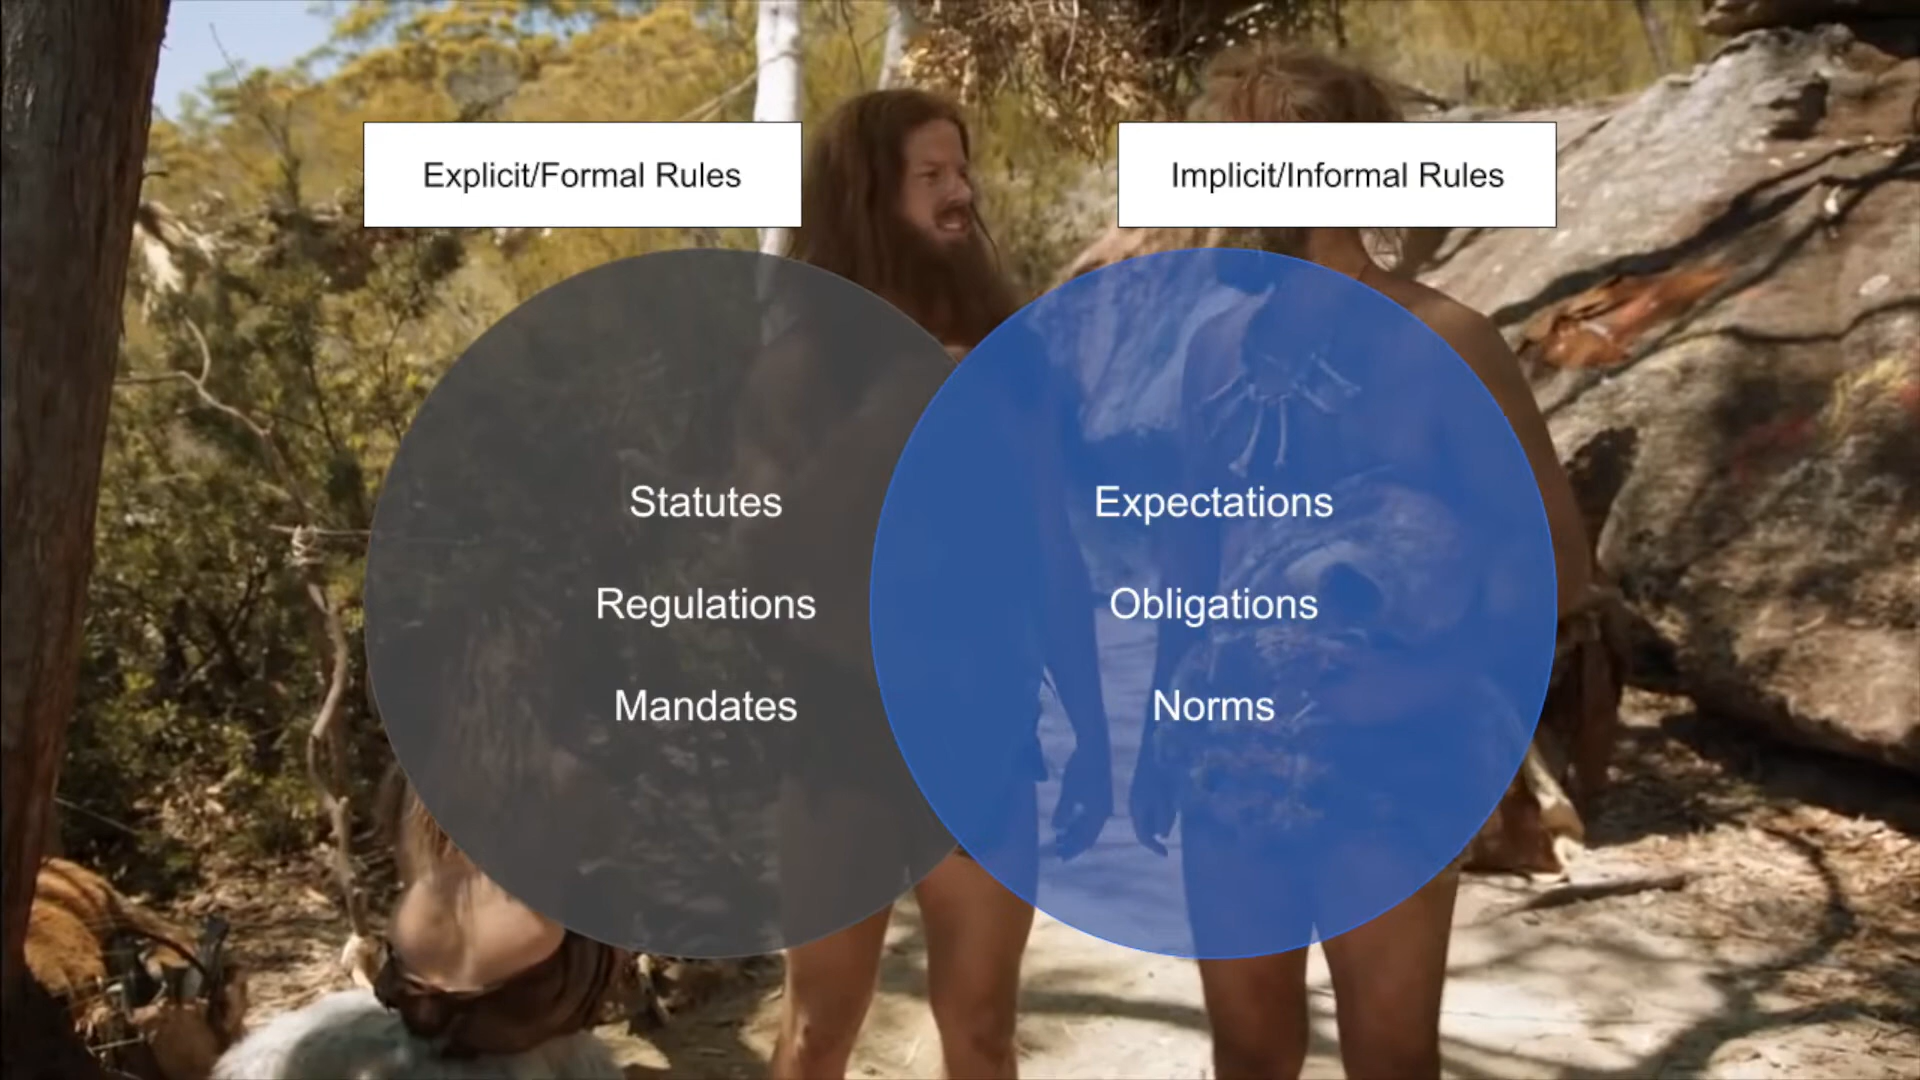 Explicit/Formal Rules
Implicit/Informal Rules
Statutes
Regulations
Mandates
Expectations
Obligations
Norms